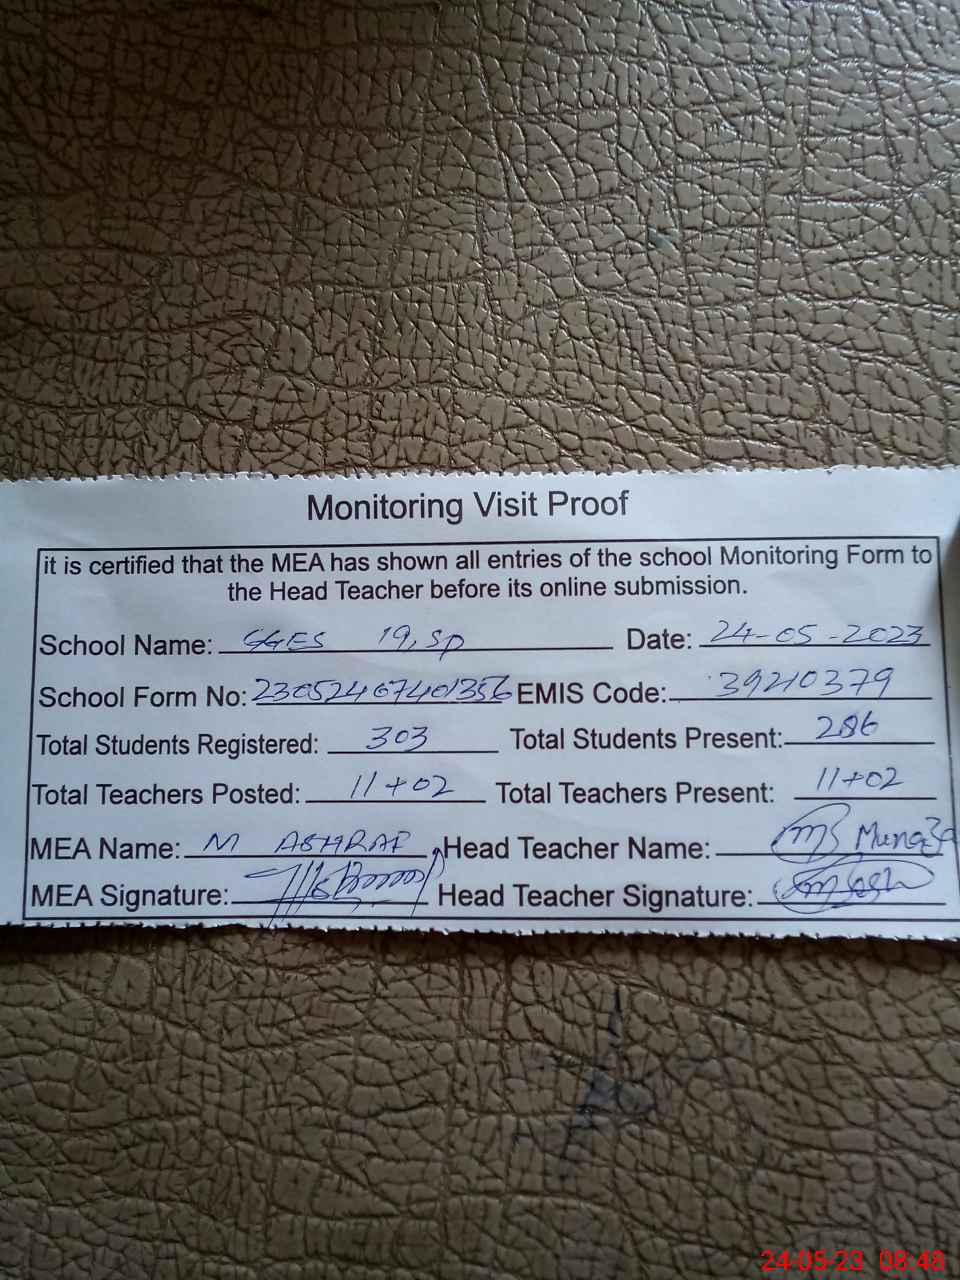 Monitoring Visit Proof
it is certified that the MEA has shown all entries of the school Monitoring Form to
the Head Teacher before its online submission.
School Name: GGES 19, SP Date: 24-05-2023
School Form No: 23052467401356 EMIS Code: 39210379
Total Students Registered: 303 Total Students Present: 286
Total Teachers Posted: 11+02 Total Teachers Present: 11+02
MEA Name: M ASHRAF Head Teacher Name:
MEA Signature: Head Teacher Signature:
24-05-23 08:48